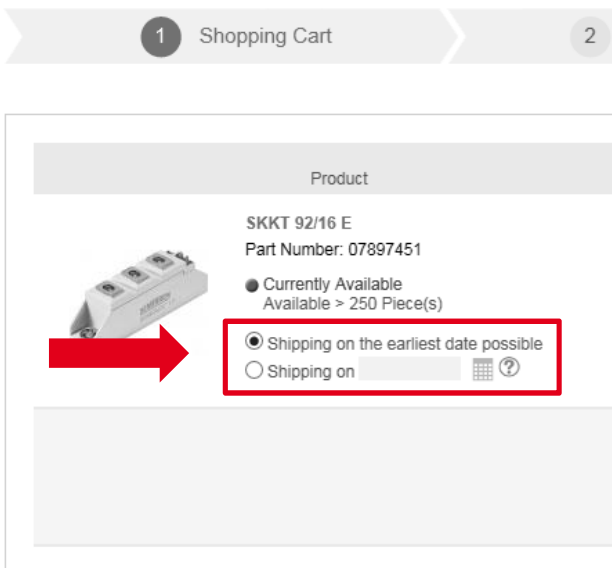 1 Shopping Cart 2
Product
SKKT 92/16 E
Part Number: 07897451
Currently Available
Available > 250 Piece(s)
Shipping on the earliest date possible
Shipping on ?